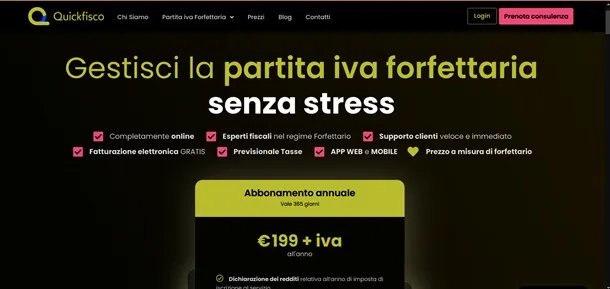 Quickfisco Chi Siamo Partita iva Forfettaria Prezzi Blog Contatti Login Prenota consulenza
Gestisci la partita iva forfettaria
senza stress
Completamente online Esperti fiscali nel regime Forfettario Supporto clienti veloce e immediato
Fatturazione elettronica GRATIS Previsionale Tasse APP WEB e MOBILE Prezzo a misura di forfettario
Abbonamento annuale
Vale 365 giorni
€199 + iva
all'anno
Dichiarazione dei redditi relativa all'anno di imposta di
iscrizione al servizio